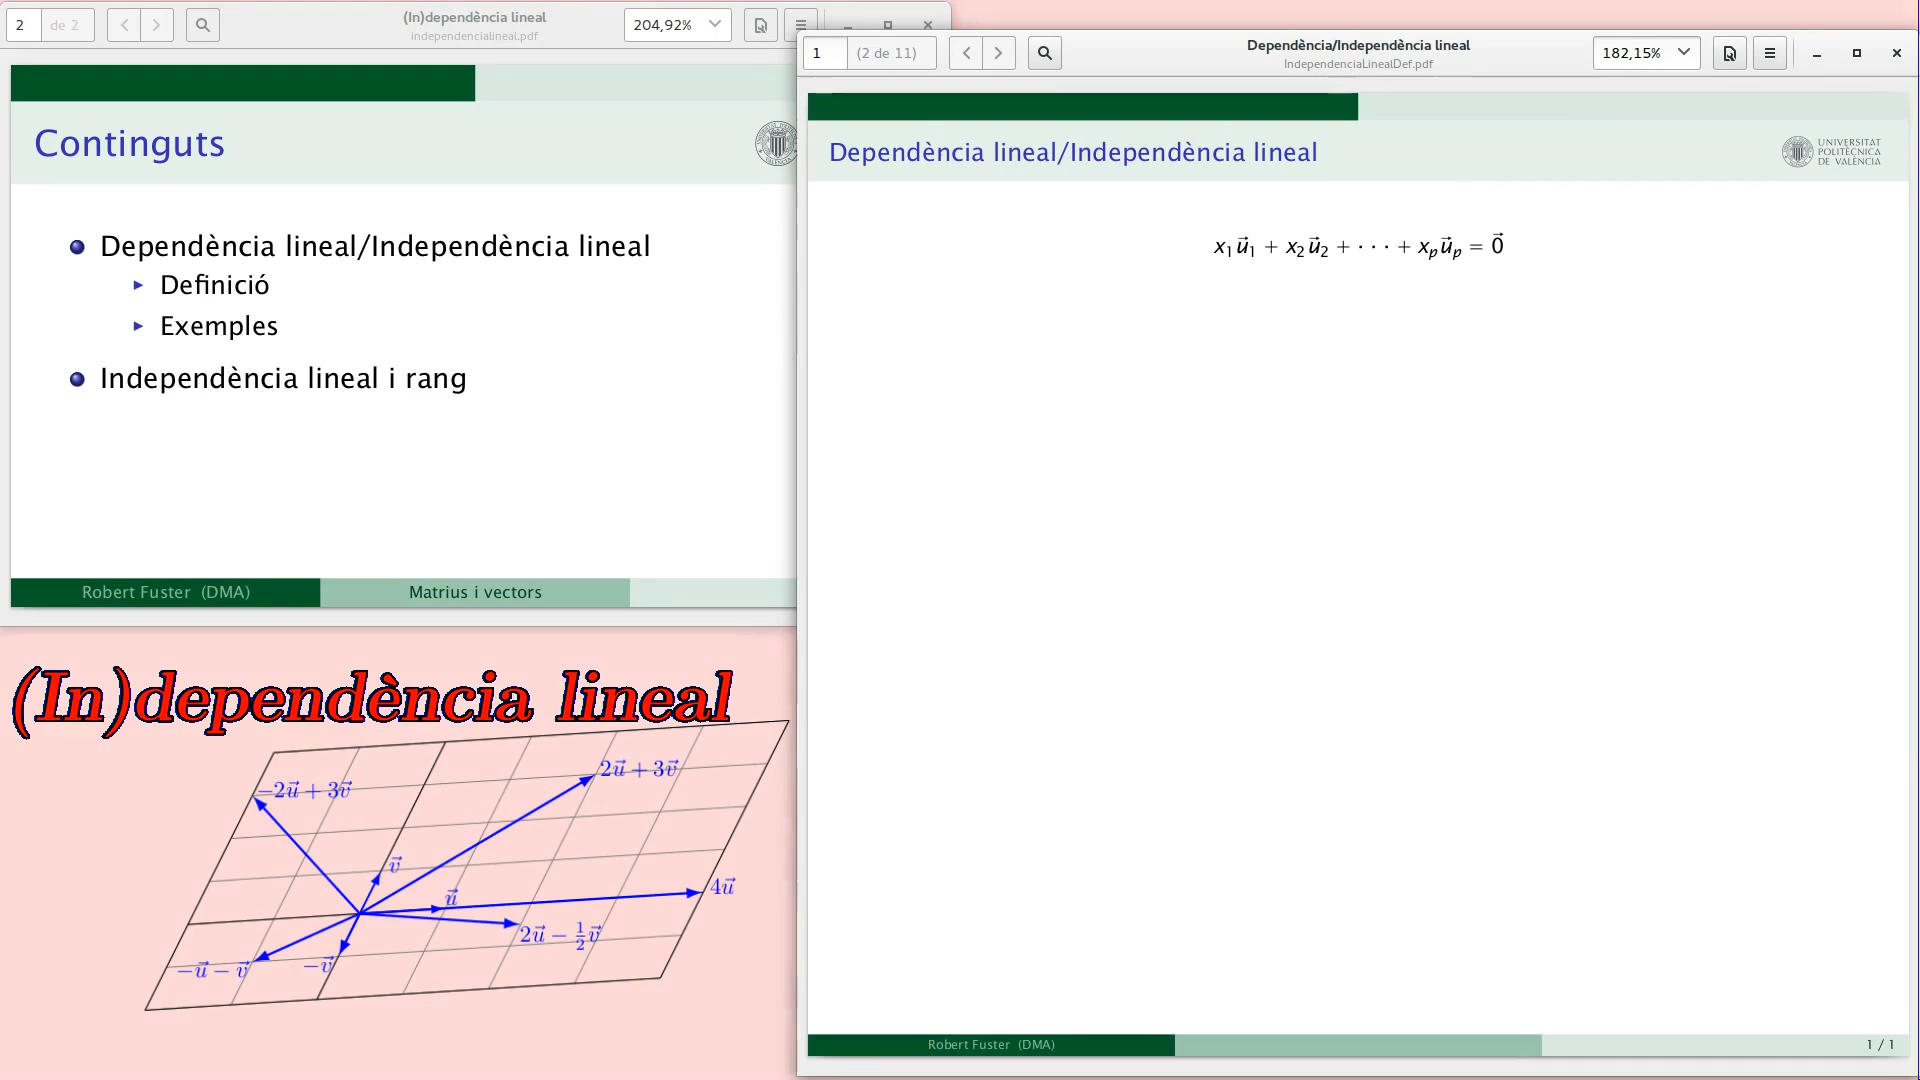 2 de 2
(In)dependència lineal
independencialineal.pdf
204,92%
Continguts
Dependència lineal/Independència lineal
Definició
Exemples
Independència lineal i rang
Robert Fuster (DMA)
Matrius i vectors
1 (2 de 11)
Dependència/Independència lineal
IndependenciaLinealDef.pdf
182,15%
Dependència lineal/Independència lineal
UNIVERSITAT
POLITÈCNICA
DE VALÈNCIA
x₁u⃗₁ + x₂u⃗₂ + · · · + xₚu⃗ₚ = 0⃗
Robert Fuster (DMA)
1 / 1
(In)dependència lineal
−2u⃗ + 3v⃗
2u⃗ + 3v⃗
v⃗
u⃗
4u⃗
2u⃗ − ½v⃗
−u⃗ − v⃗
−v⃗